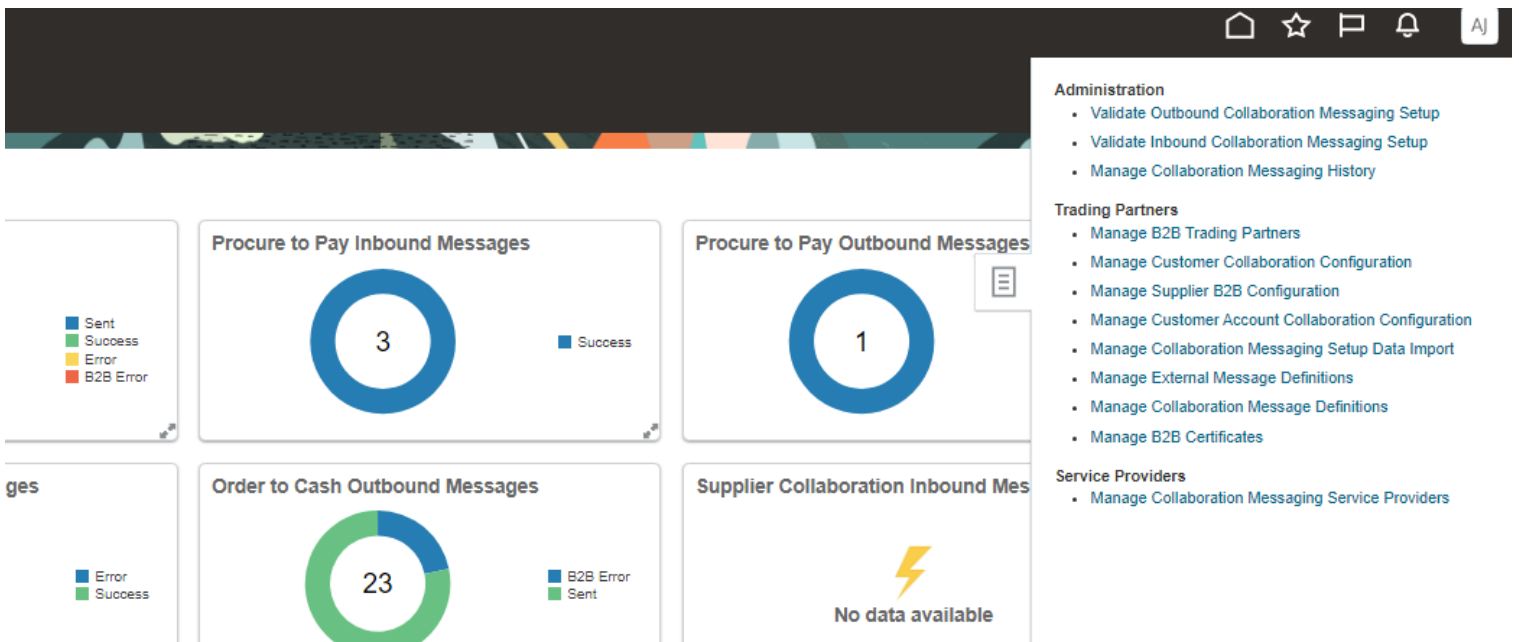 AJ
Administration
Validate Outbound Collaboration Messaging Setup
Validate Inbound Collaboration Messaging Setup
Manage Collaboration Messaging History
Trading Partners
Manage B2B Trading Partners
Manage Customer Collaboration Configuration
Manage Supplier B2B Configuration
Manage Customer Account Collaboration Configuration
Manage Collaboration Messaging Setup Data Import
Manage External Message Definitions
Manage Collaboration Message Definitions
Manage B2B Certificates
Service Providers
Manage Collaboration Messaging Service Providers
Sent
Success
Error
B2B Error
Procure to Pay Inbound Messages
3
Success
Procure to Pay Outbound Messages
1
ges
Error
Success
Order to Cash Outbound Messages
23
B2B Error
Sent
Supplier Collaboration Inbound Mes
No data available